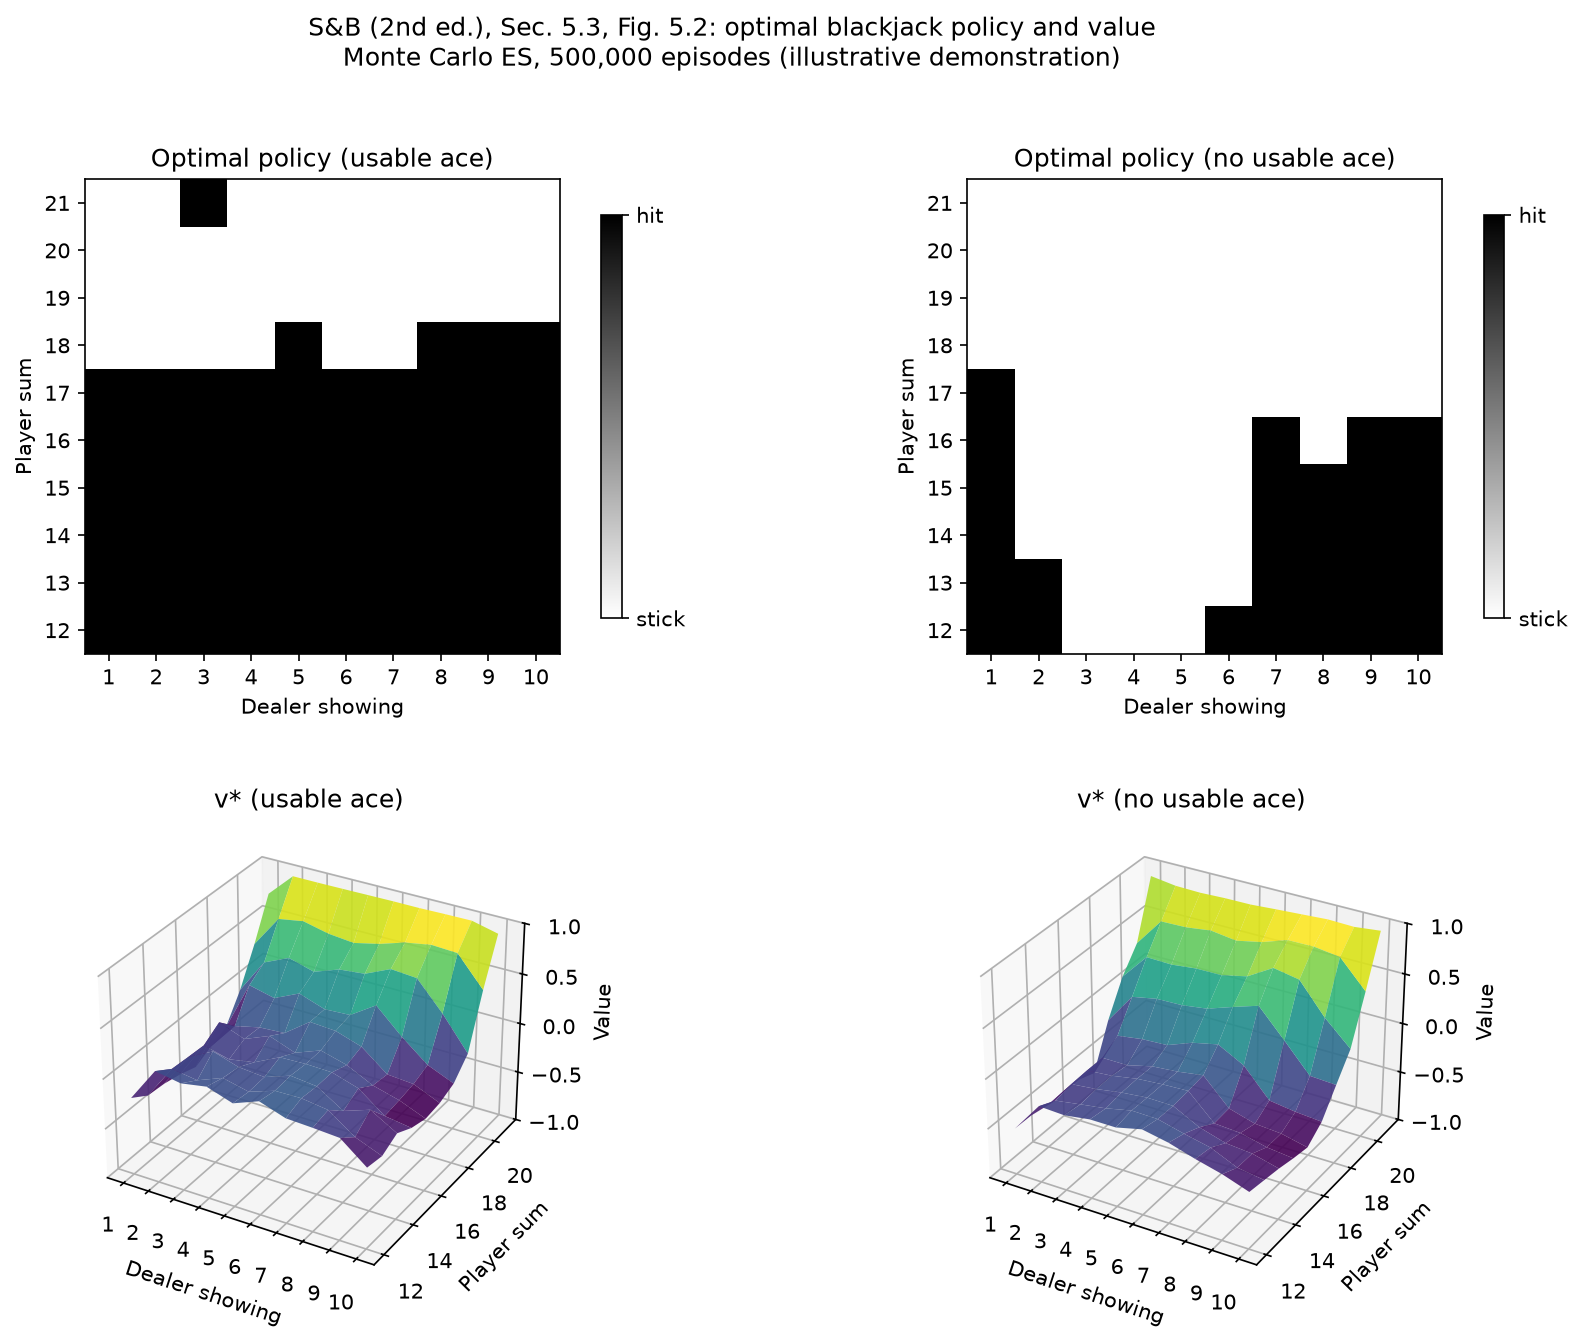 S&B (2nd ed.), Sec. 5.3, Fig. 5.2: optimal blackjack policy and value
Monte Carlo ES, 500,000 episodes (illustrative demonstration)
Optimal policy (usable ace)
21
20
19
18
17
16
15
14
13
12
Player sum
1 2 3 4 5 6 7 8 9 10
Dealer showing
hit
stick
Optimal policy (no usable ace)
21
20
19
18
17
16
15
14
13
12
Player sum
1 2 3 4 5 6 7 8 9 10
Dealer showing
hit
stick
v* (usable ace)
1.0
0.5
0.0
−0.5
−1.0
Value
20
18
16
14
12
Player sum
1 2 3 4 5 6 7 8 9 10
Dealer showing
v* (no usable ace)
1.0
0.5
0.0
−0.5
−1.0
Value
20
18
16
14
12
Player sum
1 2 3 4 5 6 7 8 9 10
Dealer showing